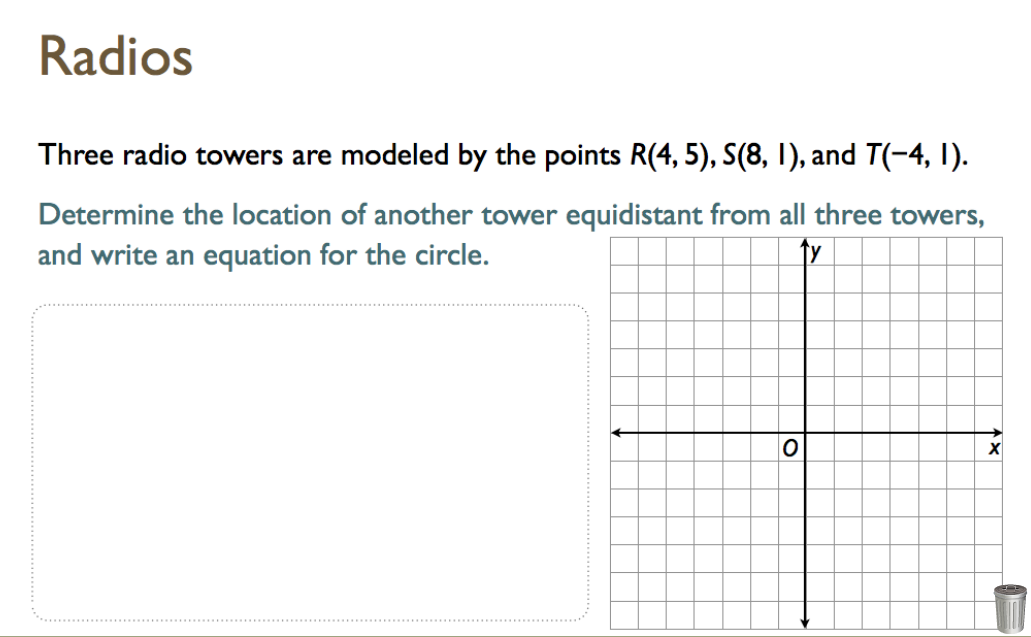 Radios
Three radio towers are modeled by the points R(4, 5), S(8, 1), and T(−4, 1).
Determine the location of another tower equidistant from all three towers,
and write an equation for the circle.
y
O
x